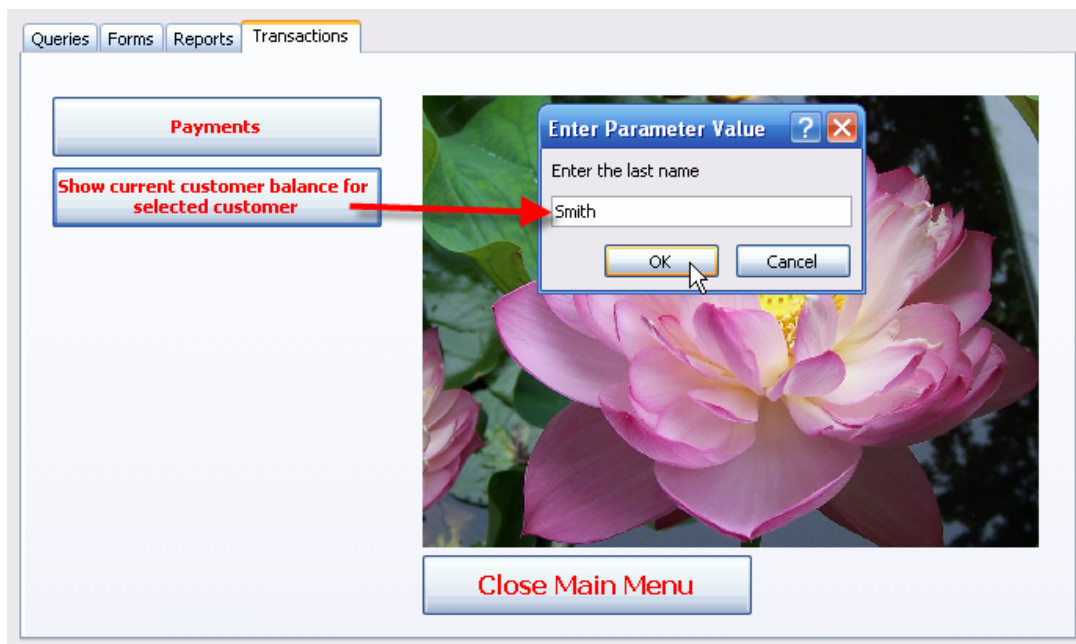 Queries Forms Reports Transactions
Payments
Show current customer balance for
selected customer
Enter Parameter Value ?
Enter the last name
Smith
OK Cancel
Close Main Menu